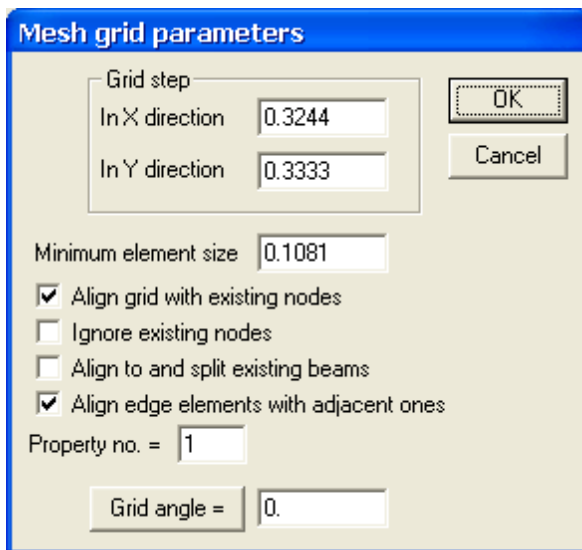 Mesh grid parameters
Grid step
In X direction 0.3244
OK
In Y direction 0.3333
Cancel
Minimum element size 0.1081
Align grid with existing nodes
Ignore existing nodes
Align to and split existing beams
Align edge elements with adjacent ones
Property no. = 1
Grid angle = 0.